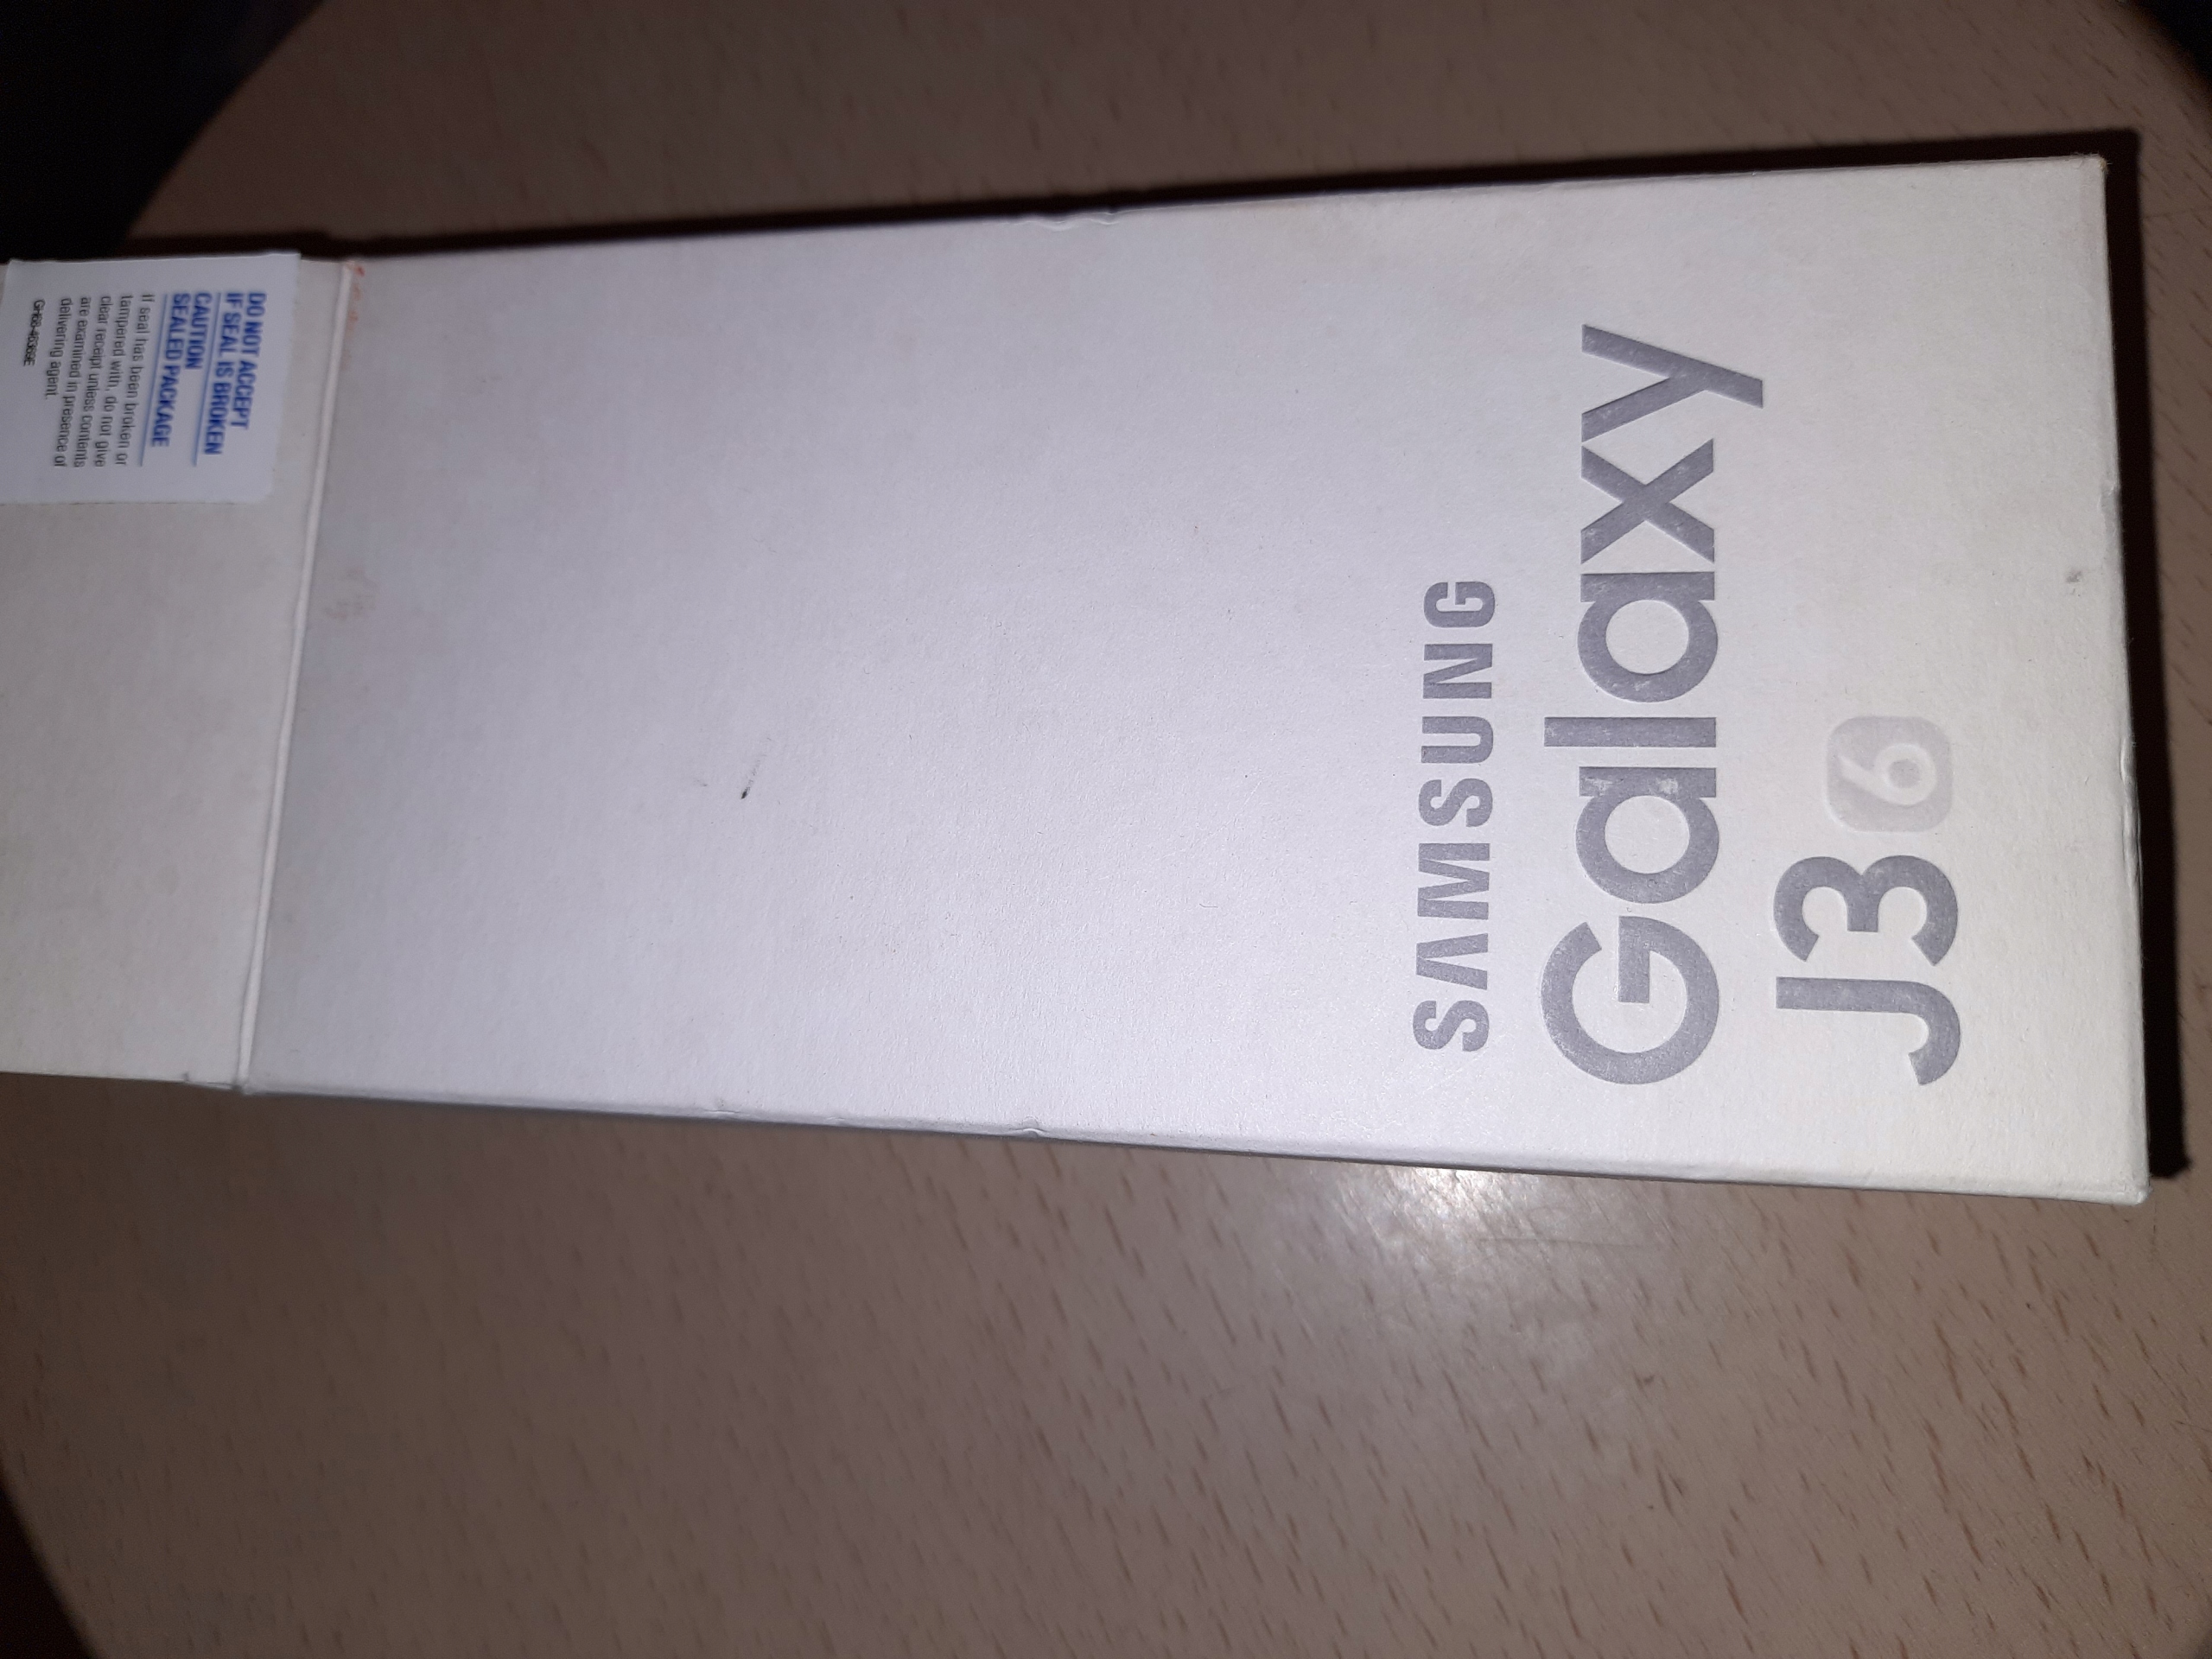 SAMSUNG
Galaxy
J3 6
DO NOT ACCEPT
IF SEAL IS BROKEN
CAUTION
SEALED PACKAGE
If seal has been broken or
tampered with, do not give
clear receipt unless contents
are examined in presence of
delivering agent.